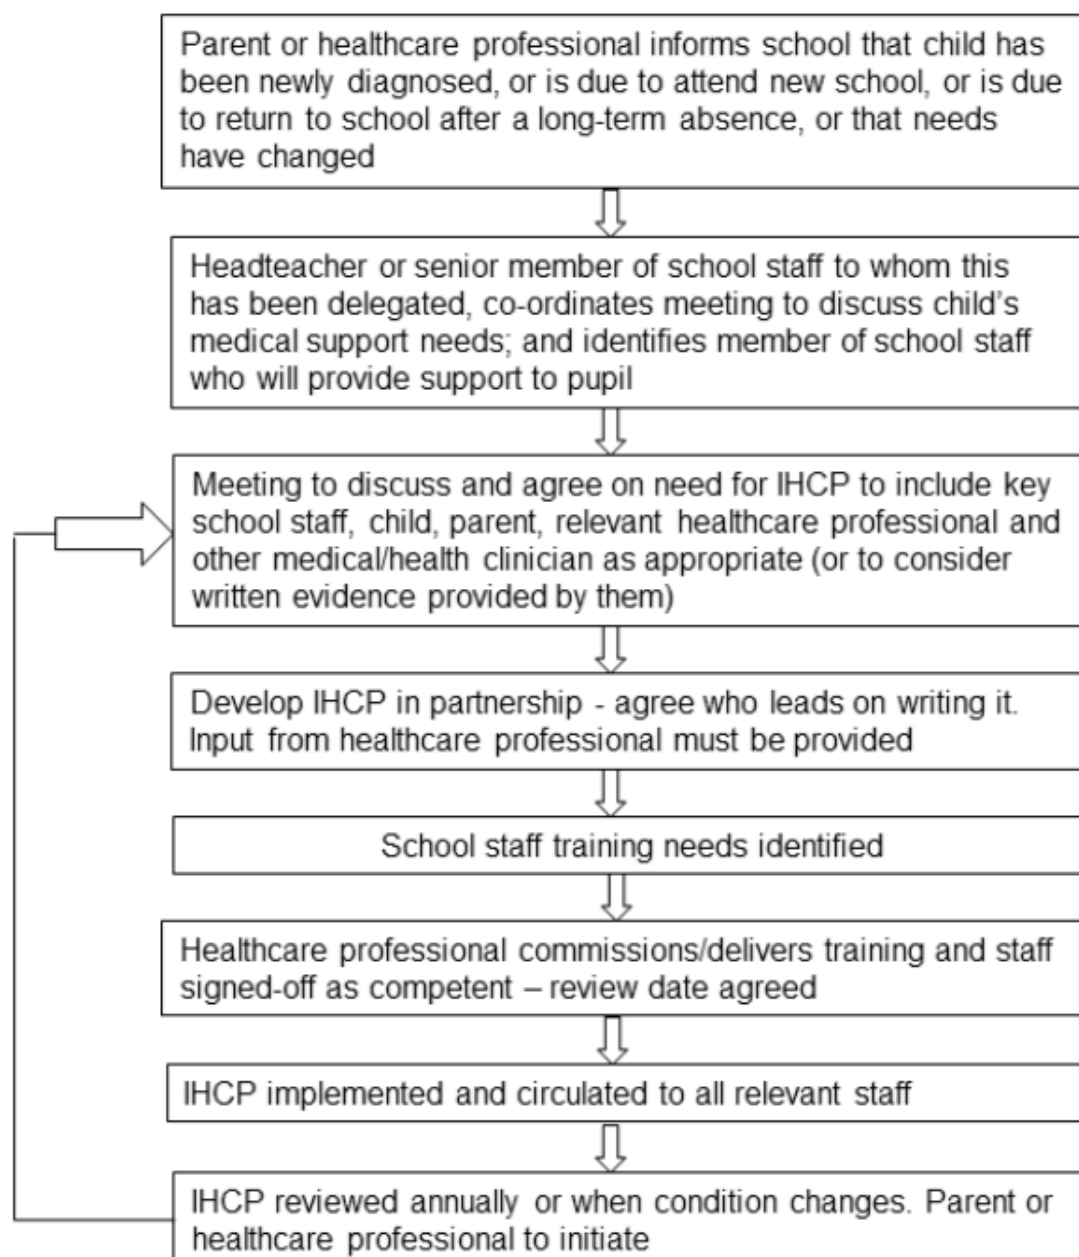 Parent or healthcare professional informs school that child has
been newly diagnosed, or is due to attend new school, or is due
to return to school after a long-term absence, or that needs
have changed
Headteacher or senior member of school staff to whom this
has been delegated, co-ordinates meeting to discuss child's
medical support needs; and identifies member of school staff
who will provide support to pupil
Meeting to discuss and agree on need for IHCP to include key
school staff, child, parent, relevant healthcare professional and
other medical/health clinician as appropriate (or to consider
written evidence provided by them)
Develop IHCP in partnership - agree who leads on writing it.
Input from healthcare professional must be provided
School staff training needs identified
Healthcare professional commissions/delivers training and staff
signed-off as competent – review date agreed
IHCP implemented and circulated to all relevant staff
IHCP reviewed annually or when condition changes. Parent or
healthcare professional to initiate